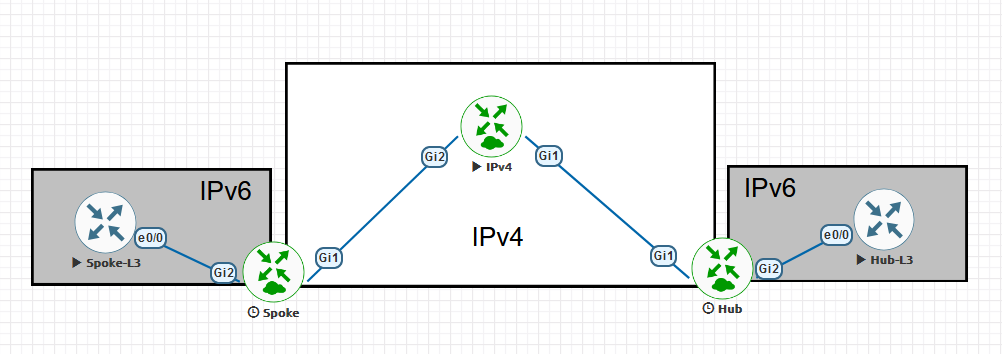 Gi2
Gi1
IPv4
IPv6
IPv6
e0/0
e0/0
IPv4
Spoke-L3
Gi2
Gi1
Gi1
Gi2
Hub-L3
Spoke
Hub